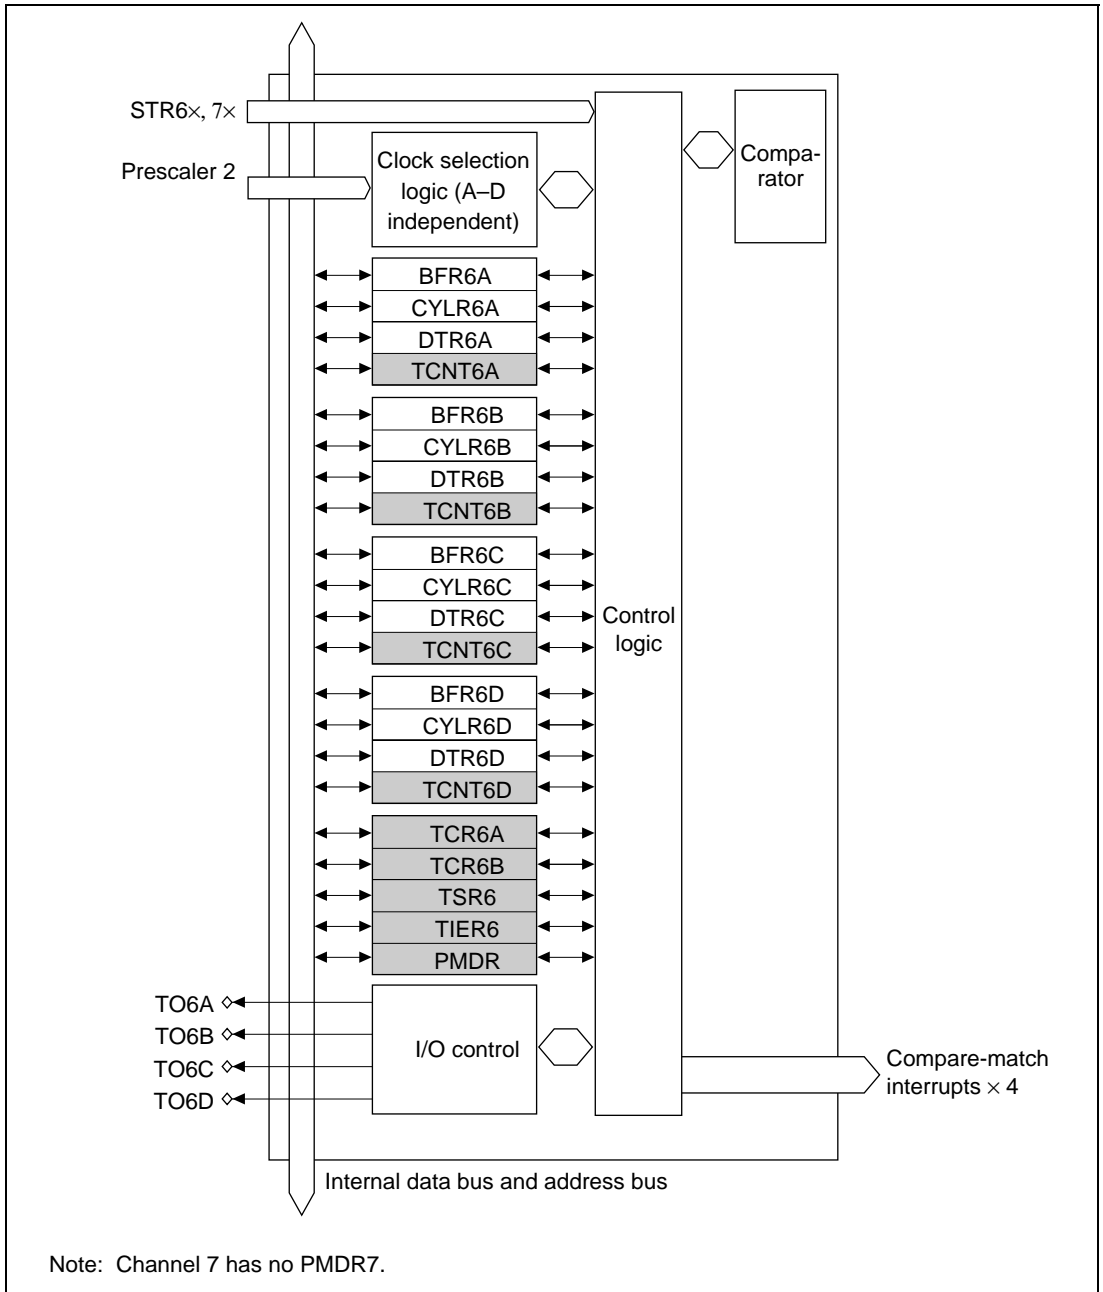 STR6×, 7×
Prescaler 2
Clock selection
logic (A–D
independent)
Compa-
rator
BFR6A
CYLR6A
DTR6A
TCNT6A
BFR6B
CYLR6B
DTR6B
TCNT6B
BFR6C
CYLR6C
DTR6C
TCNT6C
Control
logic
BFR6D
CYLR6D
DTR6D
TCNT6D
TCR6A
TCR6B
TSR6
TIER6
PMDR
TO6A
TO6B
TO6C
TO6D
I/O control
Compare-match
interrupts × 4
Internal data bus and address bus
Note: Channel 7 has no PMDR7.